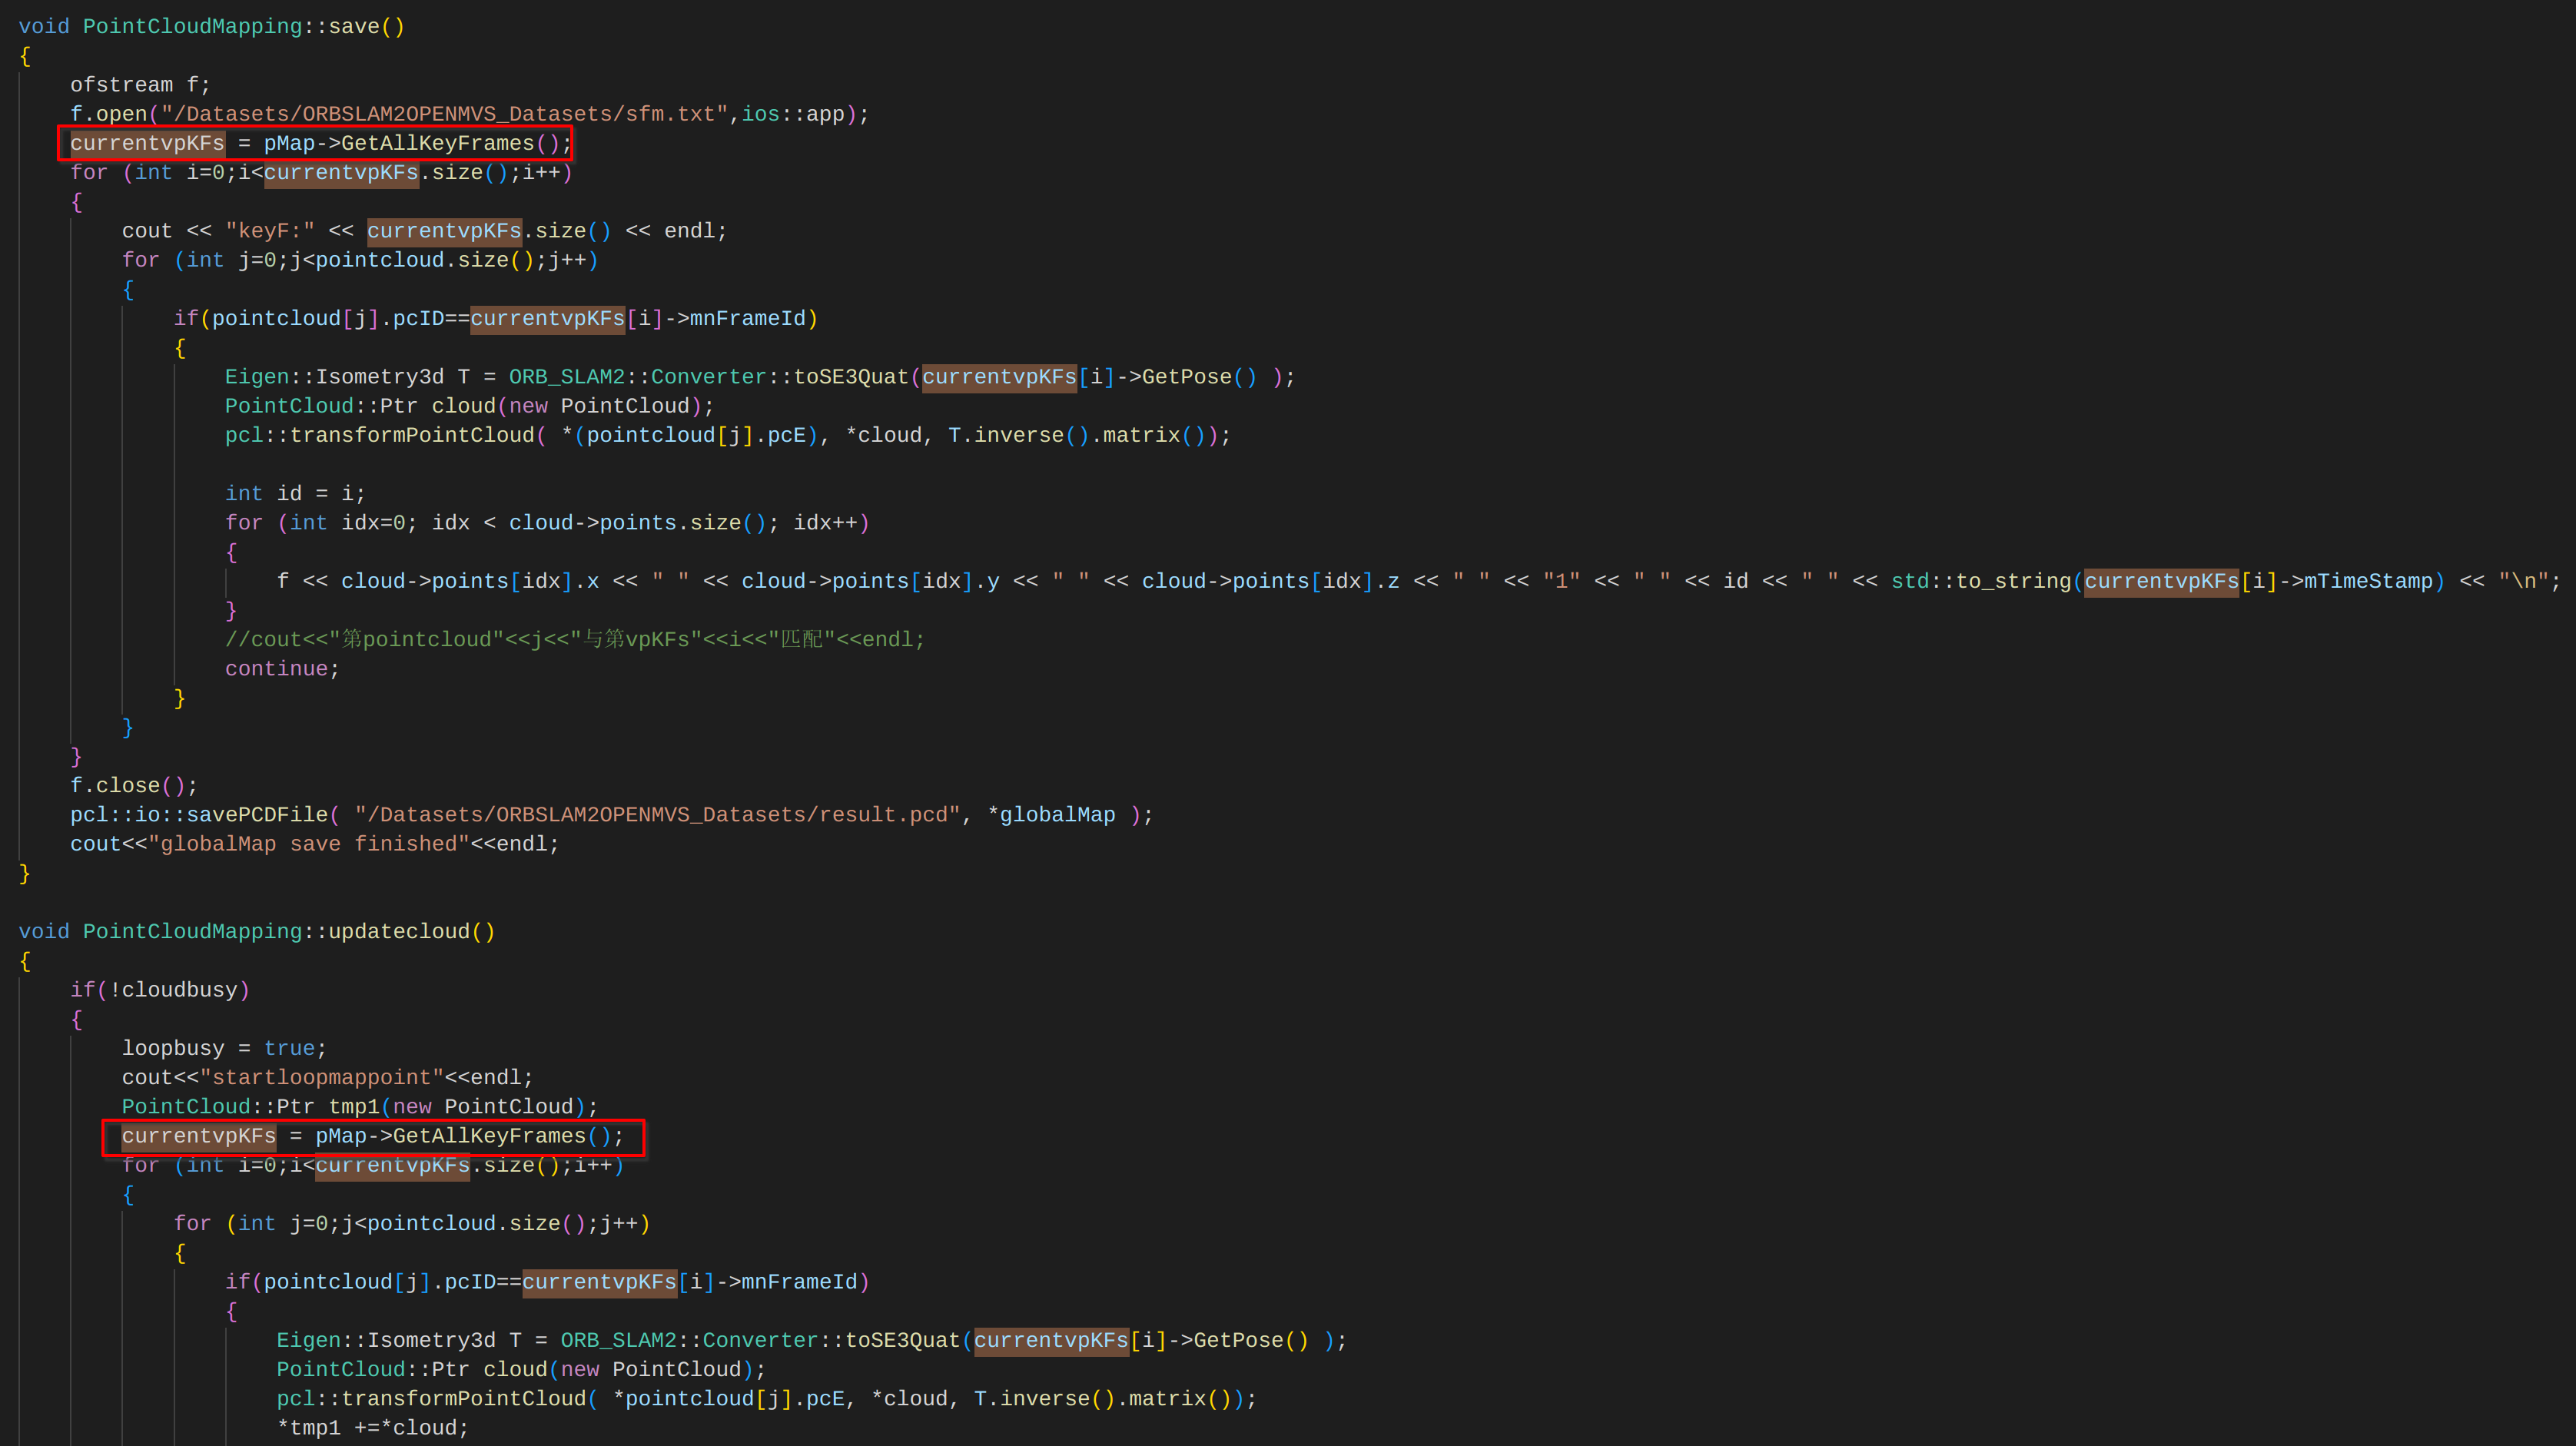 void PointCloudMapping::save()
{
    ofstream f;
    f.open("/Datasets/ORBSLAM2OPENMVS_Datasets/sfm.txt",ios::app);
    currentvpKFs = pMap->GetAllKeyFrames();
    for (int i=0;i<currentvpKFs.size();i++)
    {
        cout << "keyF:" << currentvpKFs.size() << endl;
        for (int j=0;j<pointcloud.size();j++)
        {
            if(pointcloud[j].pcID==currentvpKFs[i]->mnFrameId)
            {
                Eigen::Isometry3d T = ORB_SLAM2::Converter::toSE3Quat(currentvpKFs[i]->GetPose() );
                PointCloud::Ptr cloud(new PointCloud);
                pcl::transformPointCloud( *(pointcloud[j].pcE), *cloud, T.inverse().matrix());

                int id = i;
                for (int idx=0; idx < cloud->points.size(); idx++)
                {
                    f << cloud->points[idx].x << " " << cloud->points[idx].y << " " << cloud->points[idx].z << " " << "1" << " " << id << " " << std::to_string(currentvpKFs[i]->mTimeStamp) << "\n";
                }
                //cout<<"第pointcloud"<<j<<"与第vpKFs"<<i<<"匹配"<<endl;
                continue;
            }
        }
    }
    f.close();
    pcl::io::savePCDFile( "/Datasets/ORBSLAM2OPENMVS_Datasets/result.pcd", *globalMap );
    cout<<"globalMap save finished"<<endl;
}

void PointCloudMapping::updatecloud()
{
    if(!cloudbusy)
    {
        loopbusy = true;
        cout<<"startloopmappoint"<<endl;
        PointCloud::Ptr tmp1(new PointCloud);
        currentvpKFs = pMap->GetAllKeyFrames();
        for (int i=0;i<currentvpKFs.size();i++)
        {
            for (int j=0;j<pointcloud.size();j++)
            {
                if(pointcloud[j].pcID==currentvpKFs[i]->mnFrameId)
                {
                    Eigen::Isometry3d T = ORB_SLAM2::Converter::toSE3Quat(currentvpKFs[i]->GetPose() );
                    PointCloud::Ptr cloud(new PointCloud);
                    pcl::transformPointCloud( *pointcloud[j].pcE, *cloud, T.inverse().matrix());
                    *tmp1 +=*cloud;